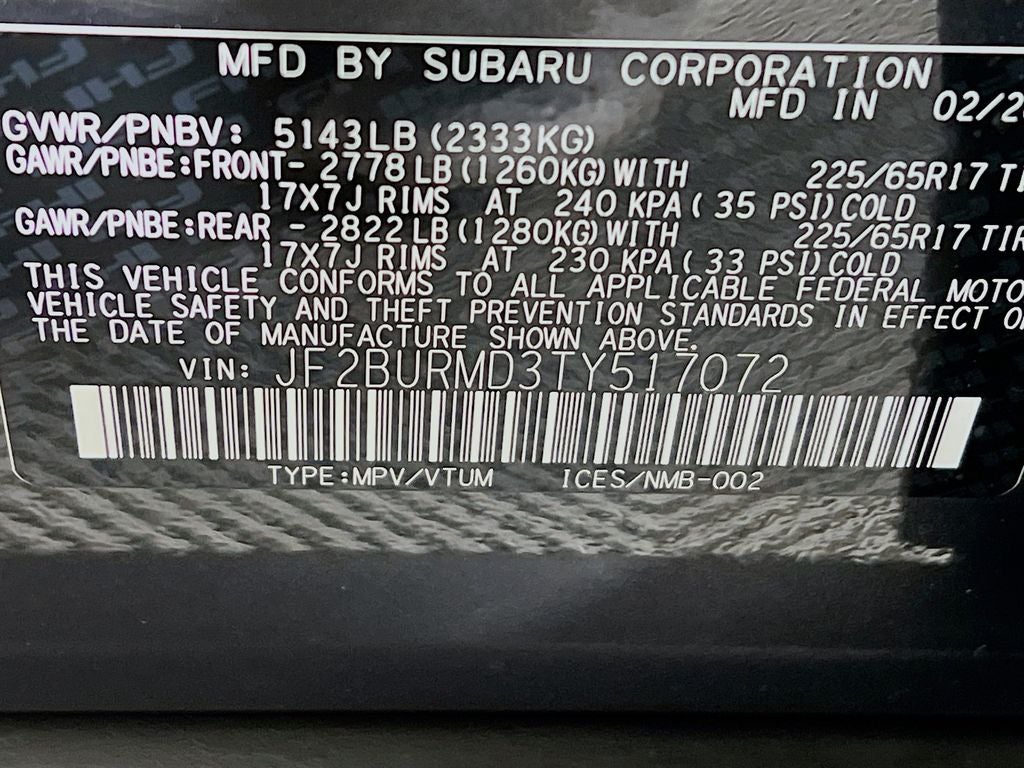 MFD BY SUBARU CORPORATION
MFD IN 02/2
GVWR/PNBV: 5143LB (2333KG)
GAWR/PNBE:FRONT- 2778LB (1260KG) WITH 225/65R17 TI
17X7J RIMS AT 240 KPA ( 35 PSI) COLD
GAWR/PNBE:REAR - 2822LB (1280KG) WITH 225/65R17 TIR
17X7J RIMS AT 230 KPA ( 33 PSI) COLD
THIS VEHICLE CONFORMS TO ALL APPLICABLE FEDERAL MOTO
VEHICLE SAFETY AND THEFT PREVENTION STANDARDS IN EFFECT O
THE DATE OF MANUFACTURE SHOWN ABOVE.
VIN: JF2BURMD3TY517072
TYPE:MPV/VTUM ICES/NMB-002